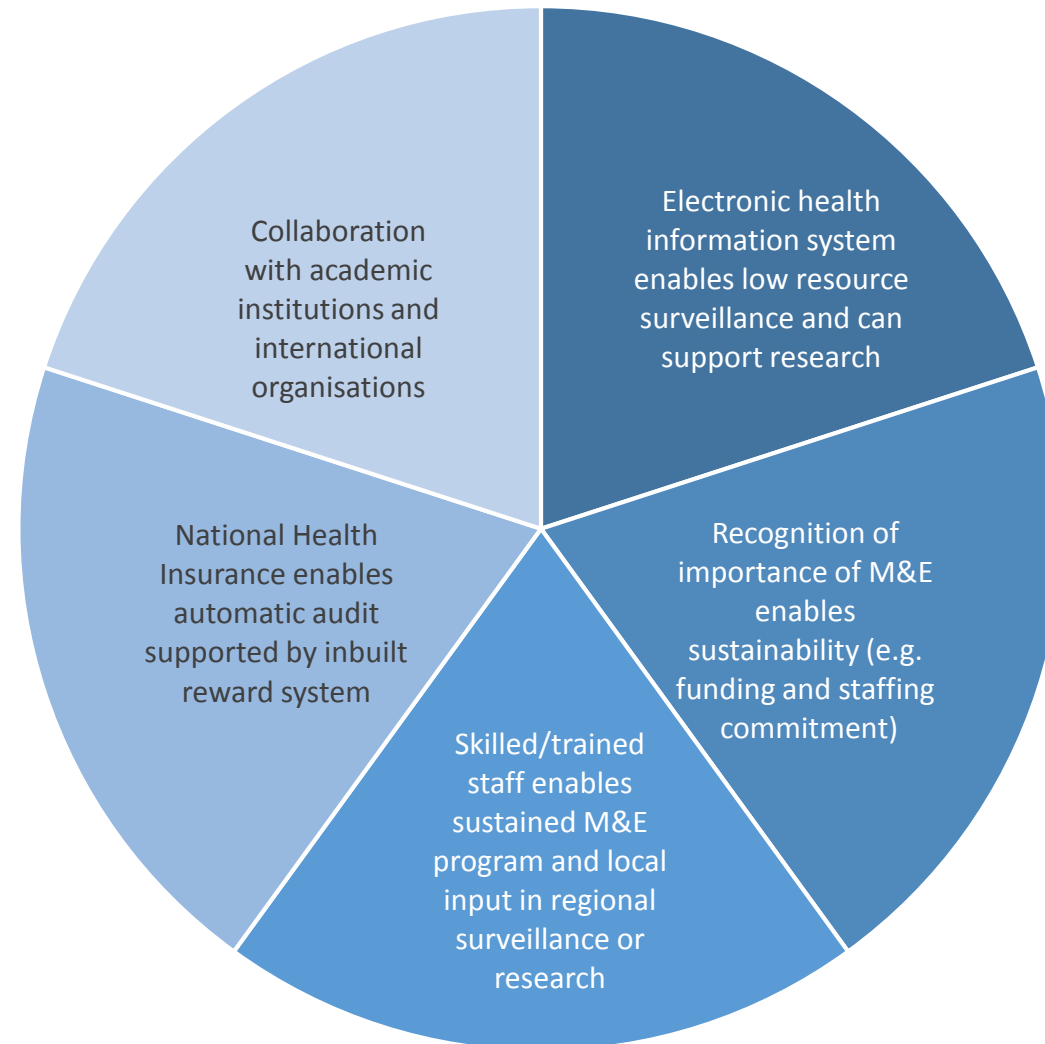 Electronic health
information system
enables low resource
surveillance and can
support research
Recognition of
importance of M&E
enables
sustainability (e.g.
funding and staffing
commitment)
Skilled/trained
staff enables
sustained M&E
program and local
input in regional
surveillance or
research
National Health
Insurance enables
automatic audit
supported by inbuilt
reward system
Collaboration
with academic
institutions and
international
organisations